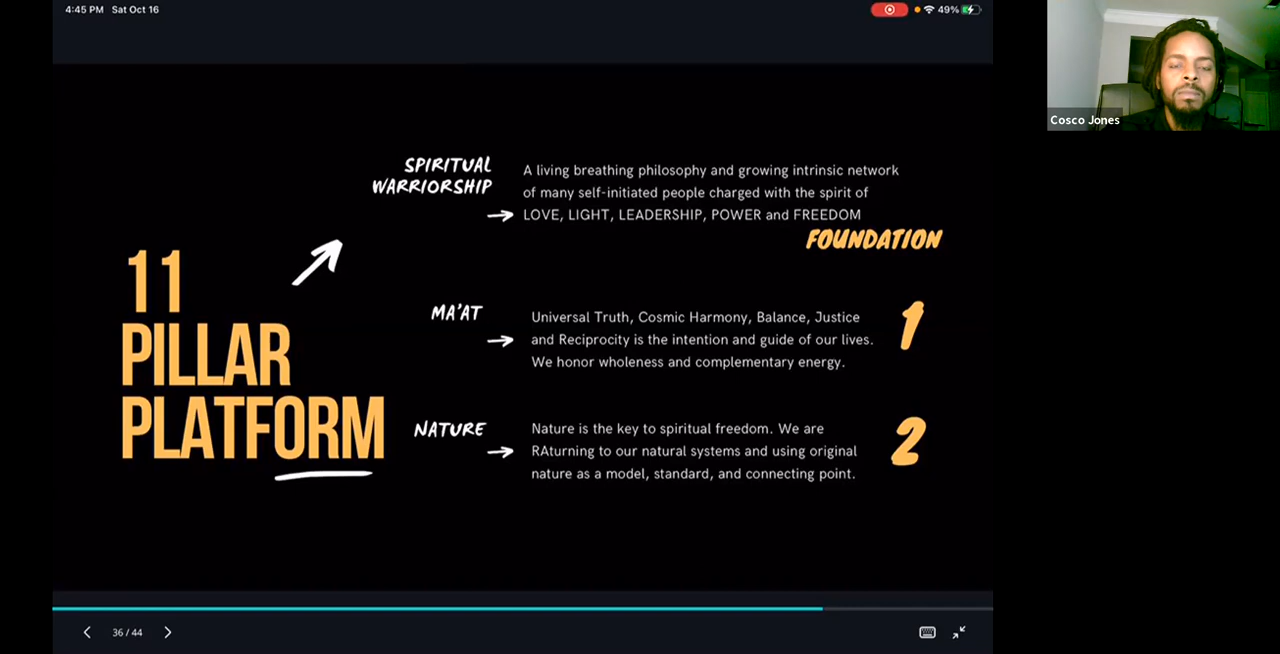 4:45 PM Sat Oct 16
49%
Cosco Jones
SPIRITUAL
WARRIORSHIP
A living breathing philosophy and growing intrinsic network
of many self-initiated people charged with the spirit of
LOVE, LIGHT, LEADERSHIP, POWER and FREEDOM
FOUNDATION
11
PILLAR
PLATFORM
MA'AT
Universal Truth, Cosmic Harmony, Balance, Justice
and Reciprocity is the intention and guide of our lives.
We honor wholeness and complementary energy.
1
NATURE
Nature is the key to spiritual freedom. We are
RAturning to our natural systems and using original
nature as a model, standard, and connecting point.
2
36 / 44